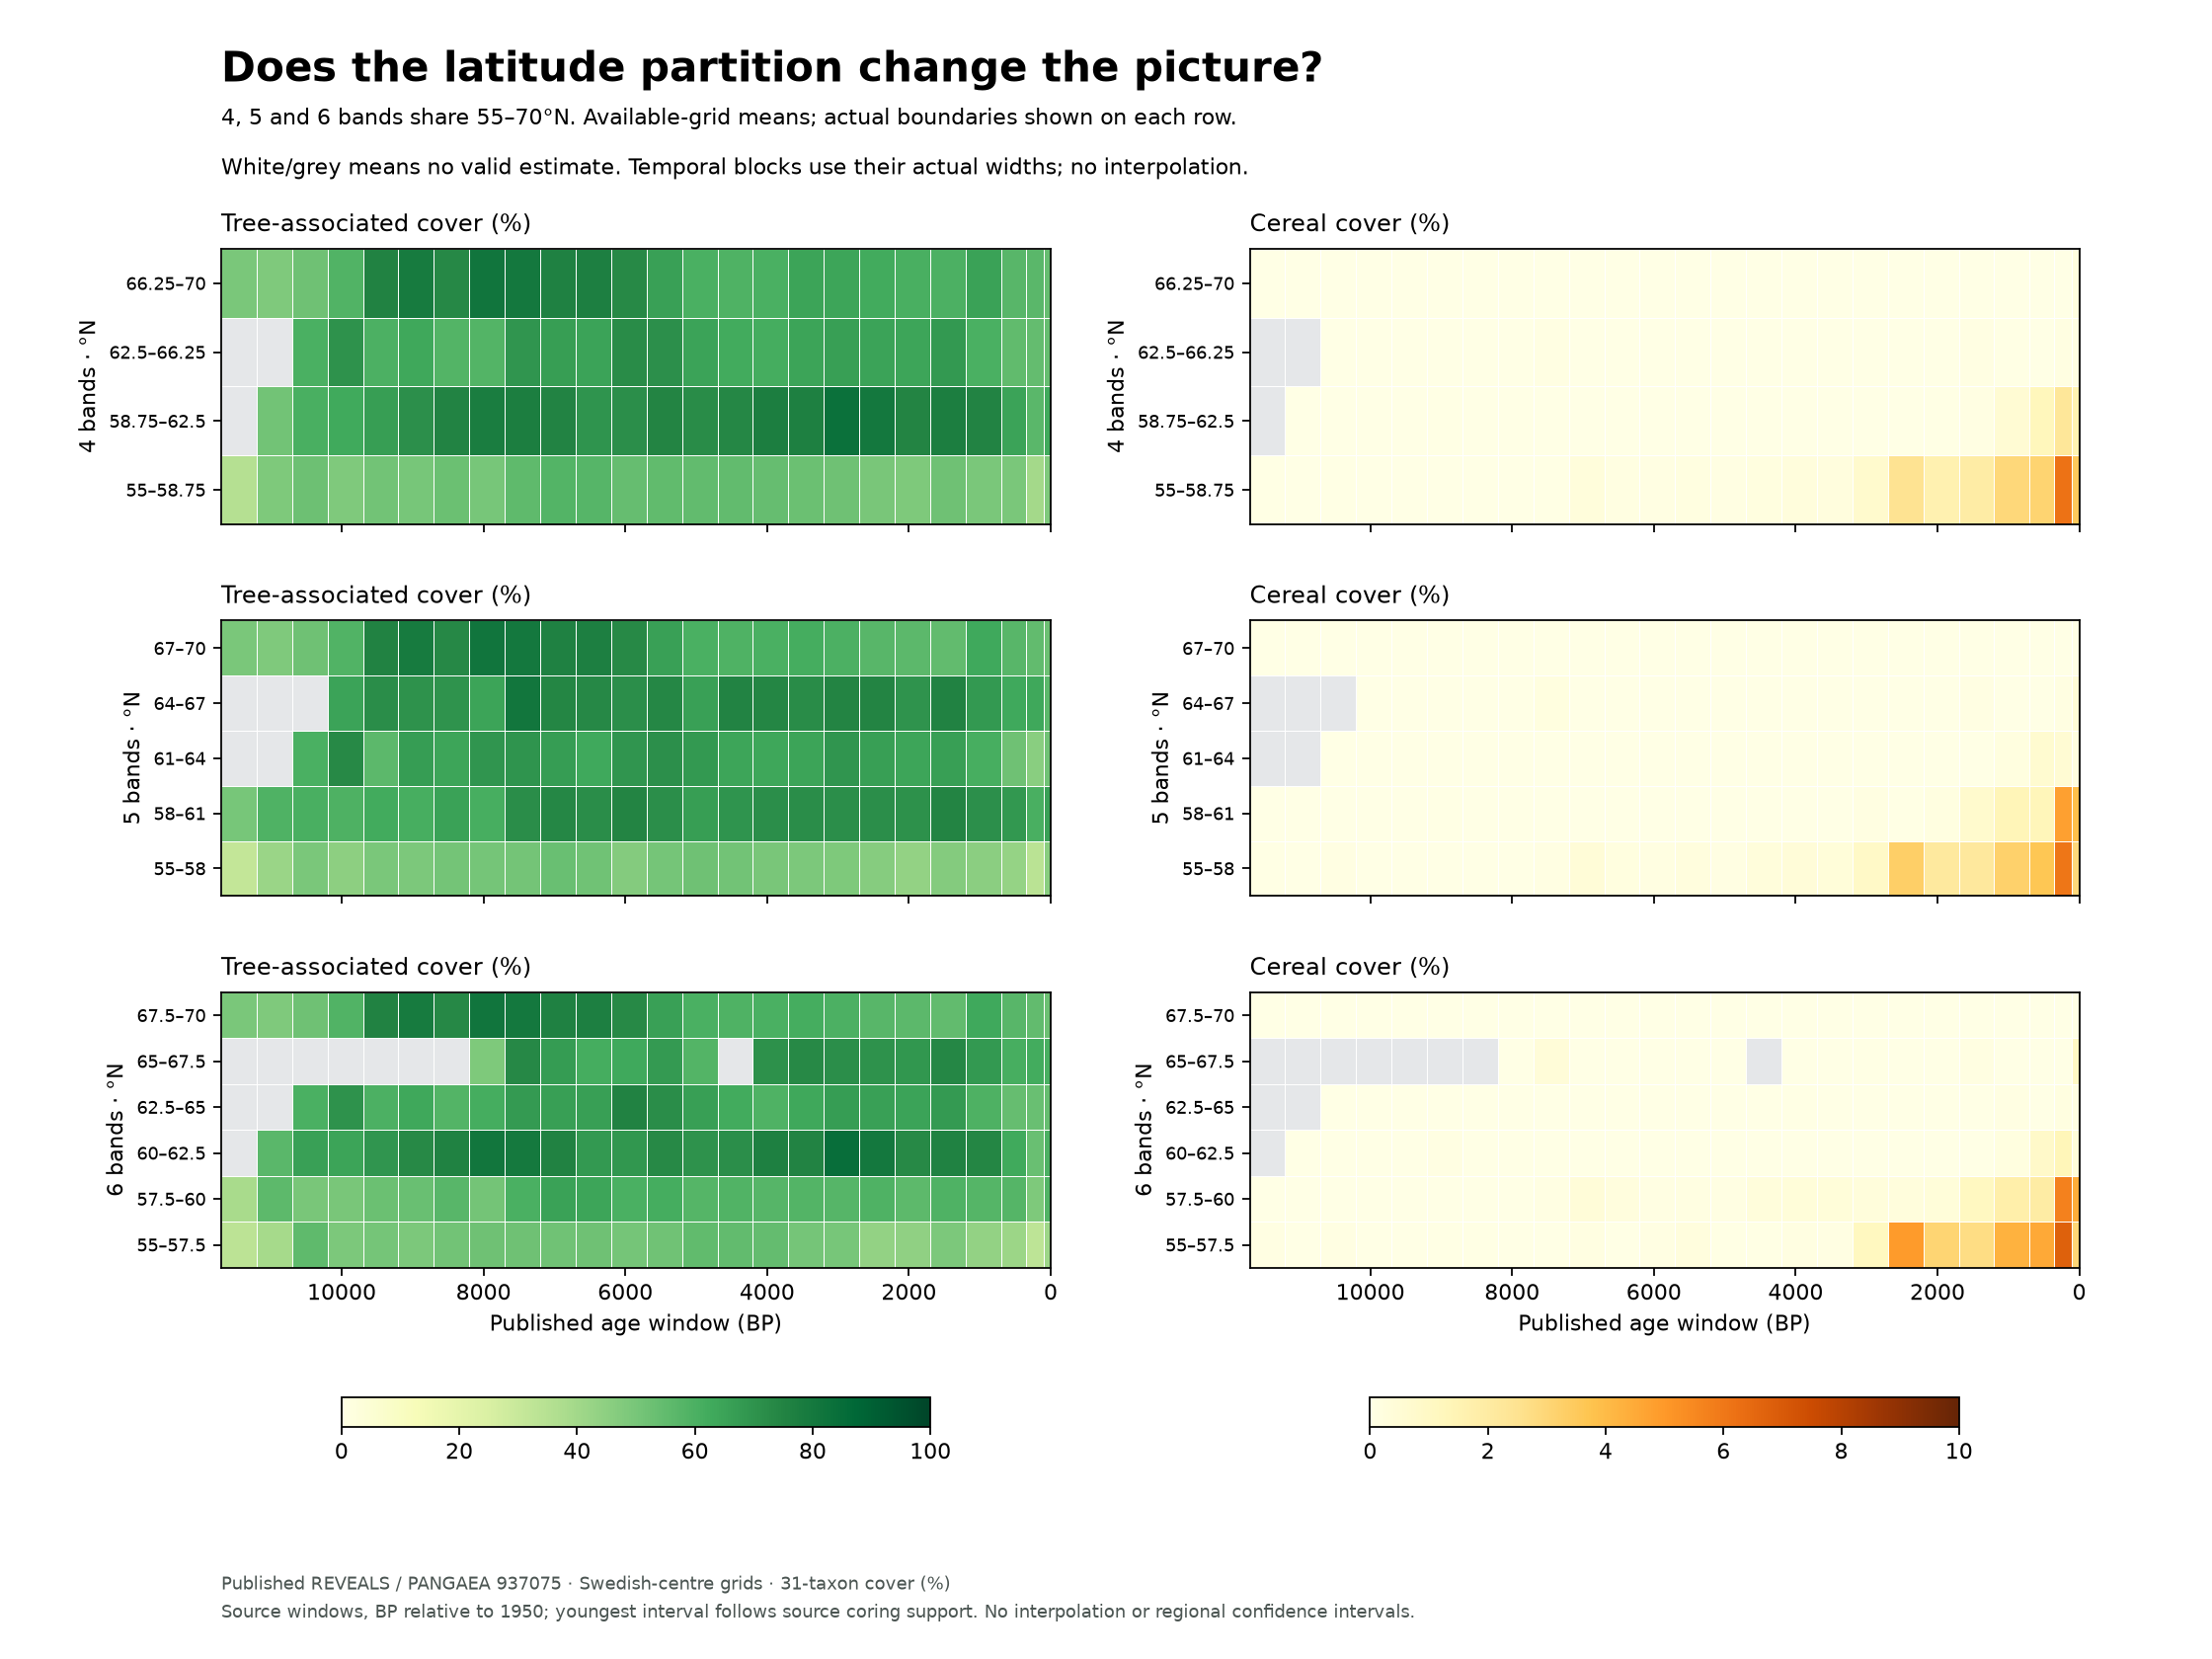 Does the latitude partition change the picture?
4, 5 and 6 bands share 55–70°N. Available-grid means; actual boundaries shown on each row.
White/grey means no valid estimate. Temporal blocks use their actual widths; no interpolation.
Tree-associated cover (%)
4 bands · °N
66.25–70
62.5–66.25
58.75–62.5
55–58.75
Cereal cover (%)
4 bands · °N
66.25–70
62.5–66.25
58.75–62.5
55–58.75
Tree-associated cover (%)
5 bands · °N
67–70
64–67
61–64
58–61
55–58
Cereal cover (%)
5 bands · °N
67–70
64–67
61–64
58–61
55–58
Tree-associated cover (%)
6 bands · °N
67.5–70
65–67.5
62.5–65
60–62.5
57.5–60
55–57.5
10000 8000 6000 4000 2000 0
Published age window (BP)
Cereal cover (%)
6 bands · °N
67.5–70
65–67.5
62.5–65
60–62.5
57.5–60
55–57.5
10000 8000 6000 4000 2000 0
Published age window (BP)
0 20 40 60 80 100
0 2 4 6 8 10
Published REVEALS / PANGAEA 937075 · Swedish-centre grids · 31-taxon cover (%)
Source windows, BP relative to 1950; youngest interval follows source coring support. No interpolation or regional confidence intervals.